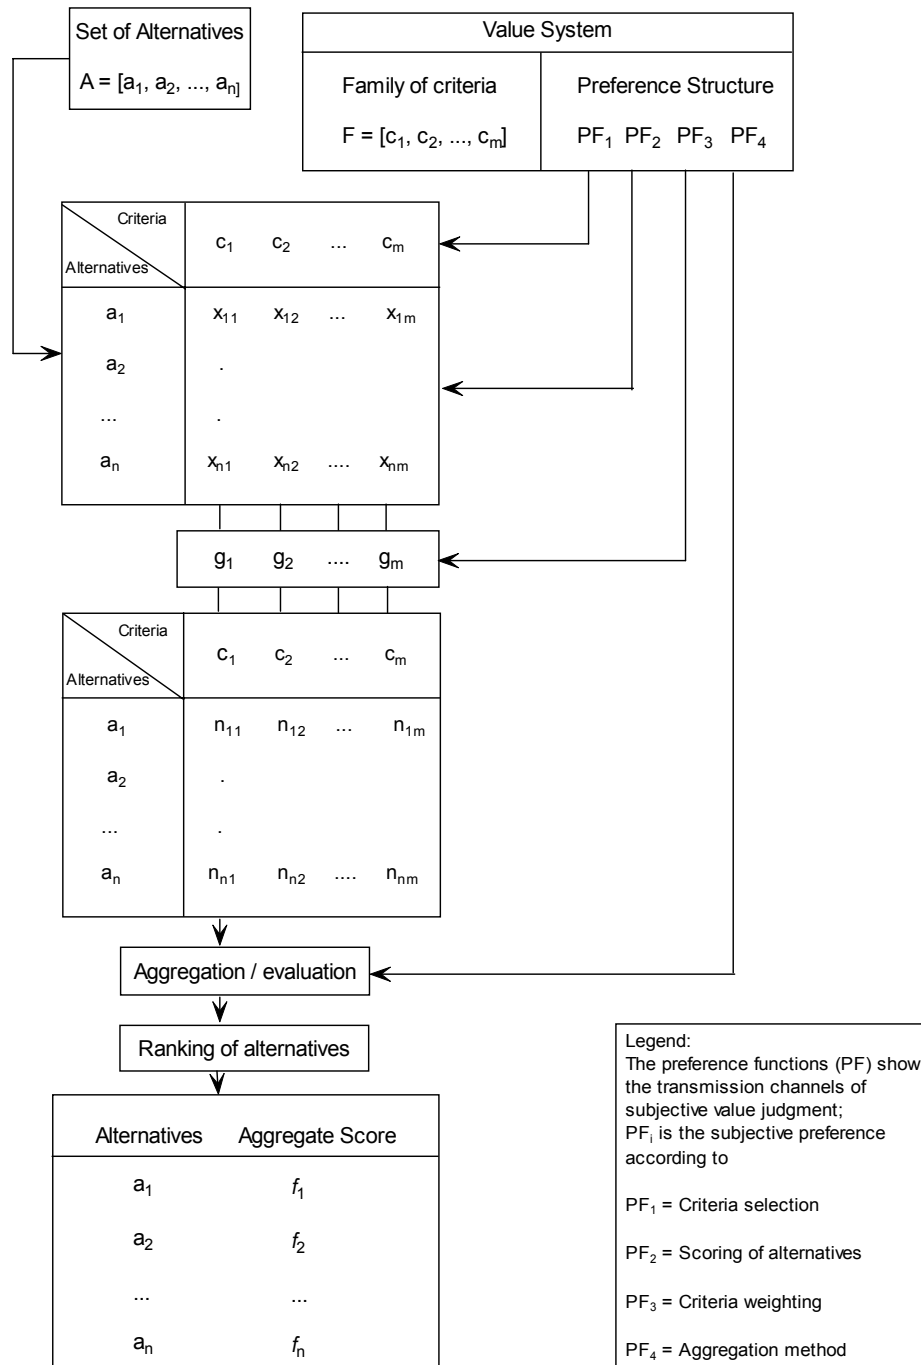 Set of Alternatives
A = [a₁, a₂, ..., aₙ]
Value System
Family of criteria
F = [c₁, c₂, ..., cₘ]
Preference Structure
PF₁ PF₂ PF₃ PF₄
Criteria
Alternatives
c₁ c₂ ... cₘ
a₁ x₁₁ x₁₂ ... x₁ₘ
a₂ .
... .
aₙ xₙ₁ xₙ₂ .... xₙₘ
g₁ g₂ .... gₘ
Criteria
Alternatives
c₁ c₂ ... cₘ
a₁ n₁₁ n₁₂ ... n₁ₘ
a₂ .
... .
aₙ nₙ₁ nₙ₂ .... nₙₘ
Aggregation / evaluation
Ranking of alternatives
Alternatives Aggregate Score
a₁ f₁
a₂ f₂
... ...
aₙ fₙ
Legend:
The preference functions (PF) show
the transmission channels of
subjective value judgment;
PFᵢ is the subjective preference
according to
PF₁ = Criteria selection
PF₂ = Scoring of alternatives
PF₃ = Criteria weighting
PF₄ = Aggregation method